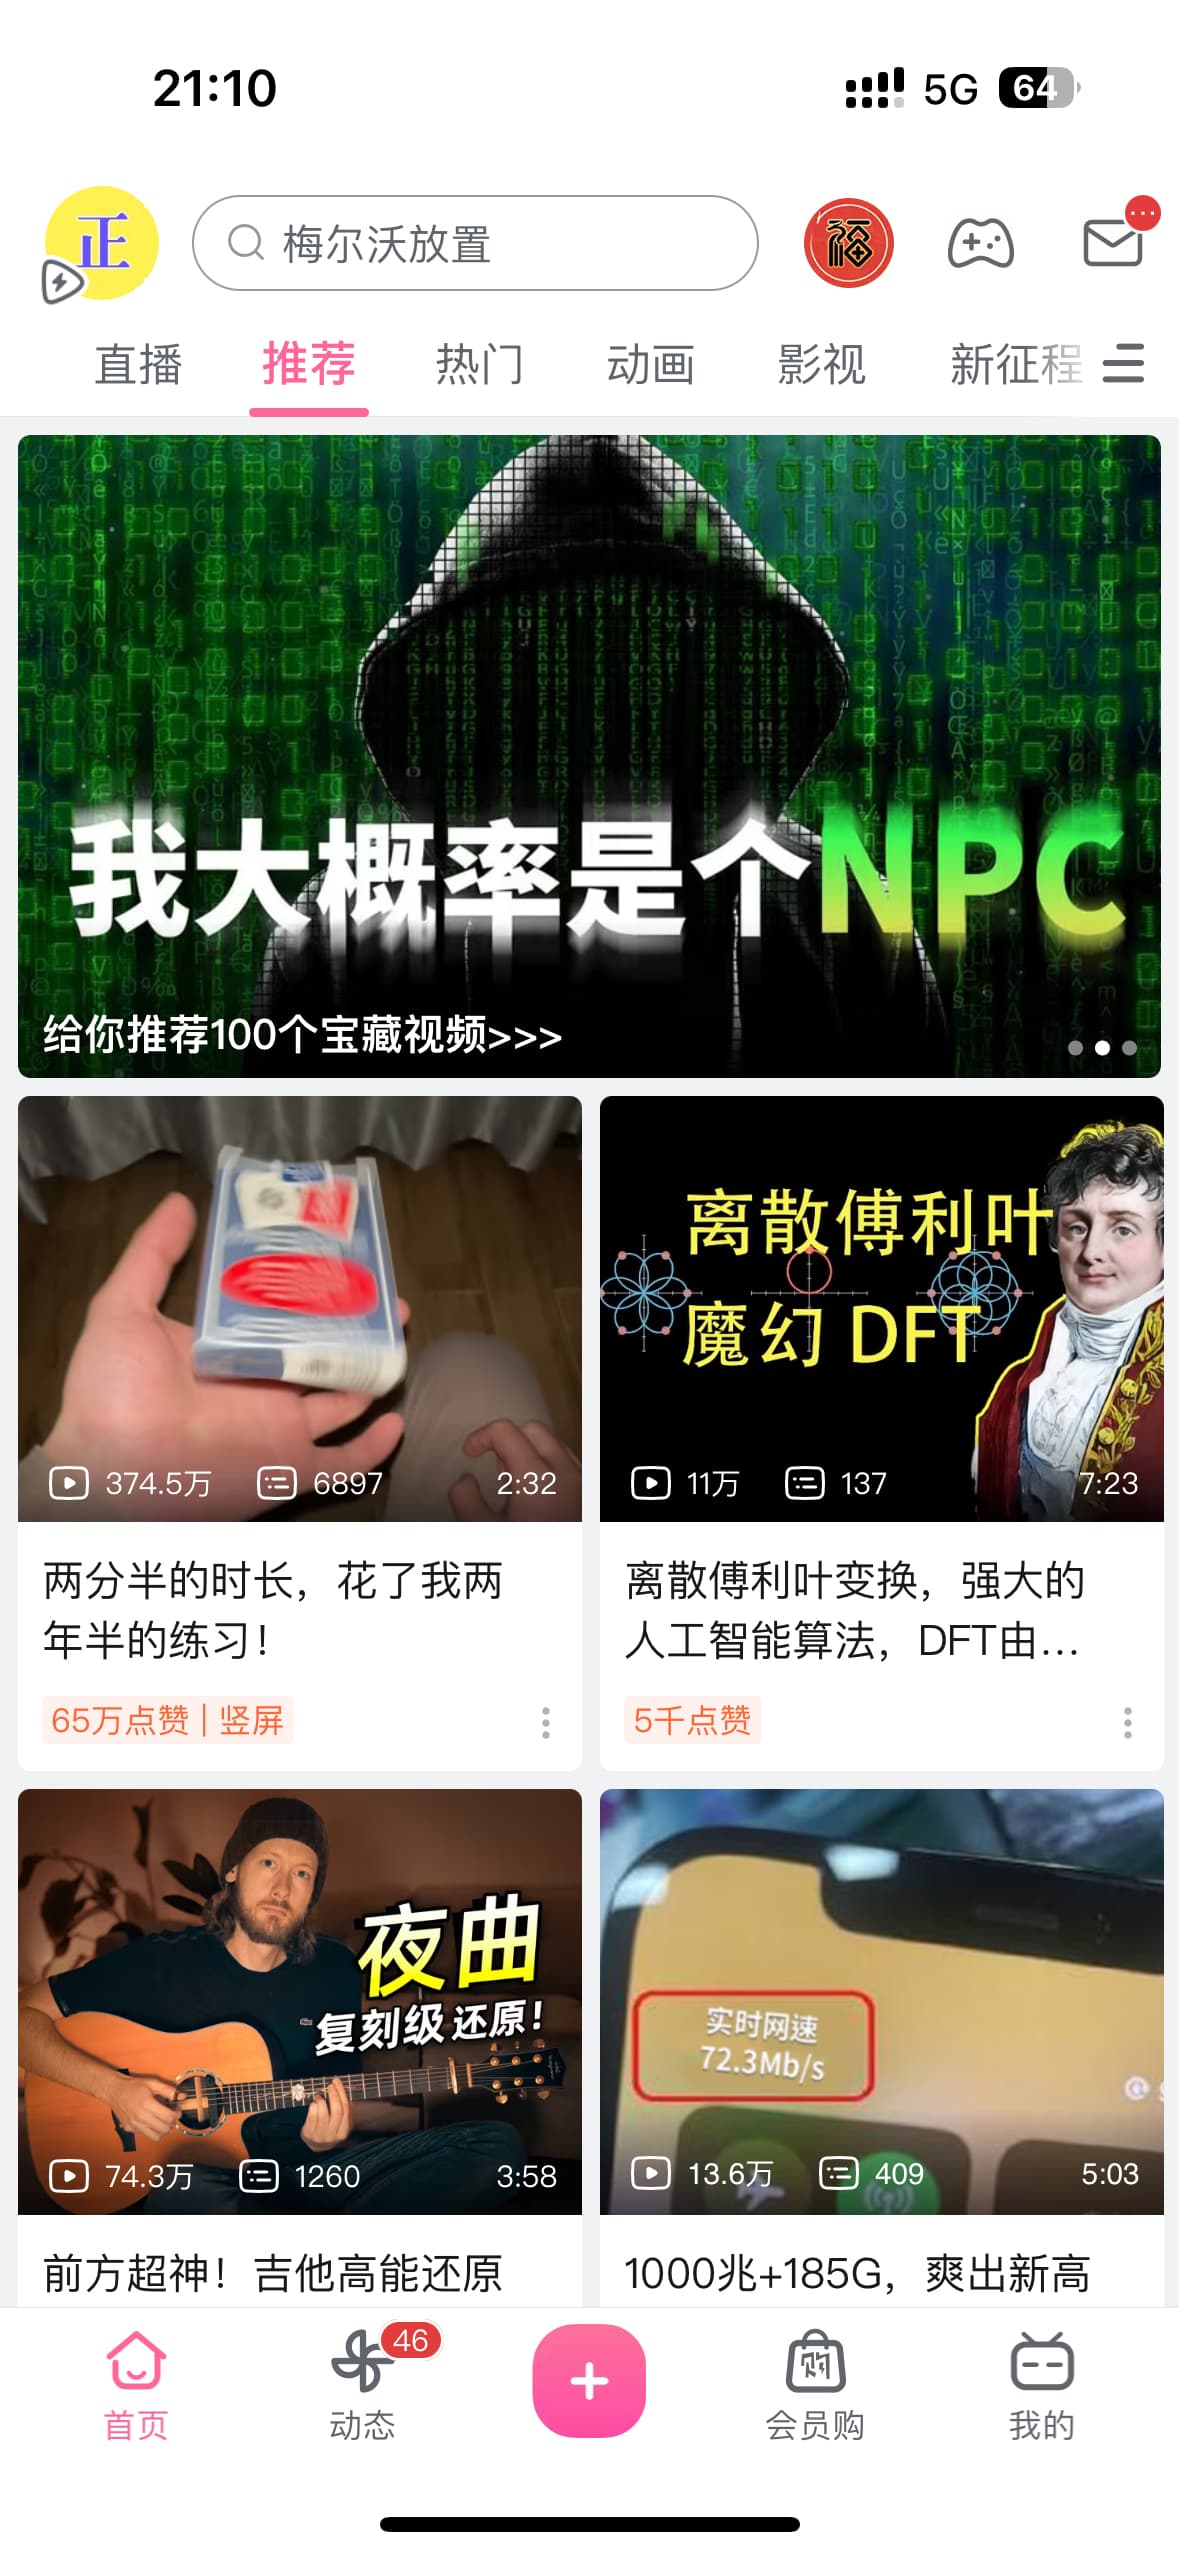 21:10
5G
64
正
梅尔沃放置
福
直播
推荐
热门
动画
影视
新征程
我大概率是个NPC
给你推荐100个宝藏视频>>>
离散傅利叶
魔幻 DFT
374.5万
6897
2:32
11万
137
7:23
两分半的时长，花了我两
年半的练习！
离散傅利叶变换，强大的
人工智能算法，DFT由...
65万点赞 | 竖屏
5千点赞
夜曲
复刻级还原！
实时网速
72.3Mb/s
74.3万
1260
3:58
13.6万
409
5:03
前方超神！吉他高能还原
1000兆+185G，爽出新高
46
首页
动态
会员购
我的